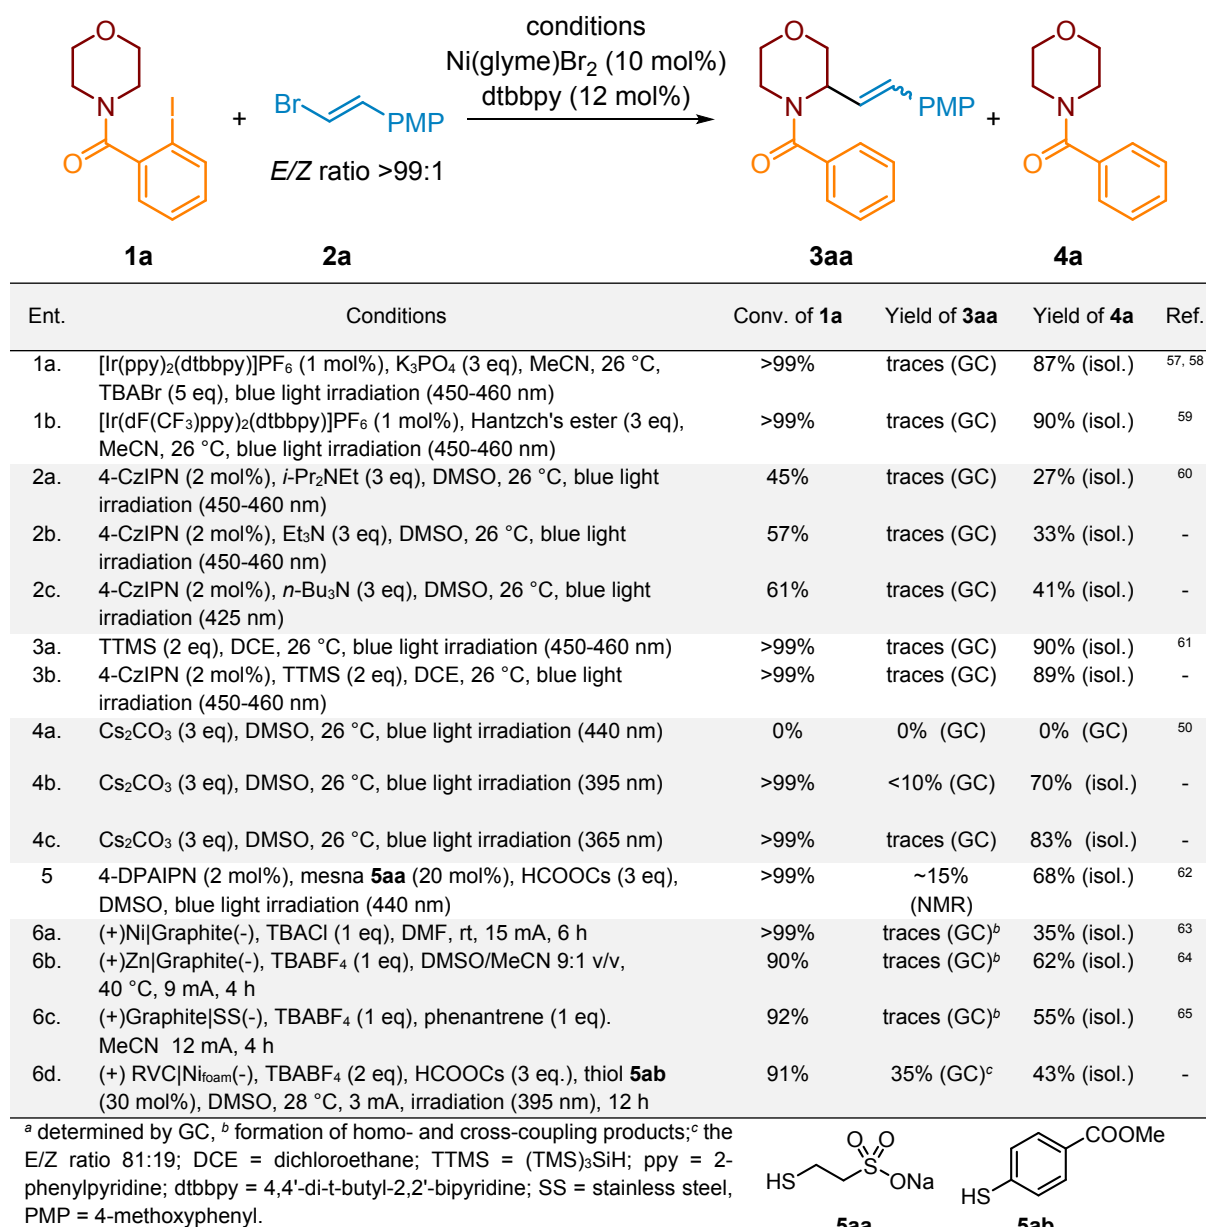 conditions
Ni(glyme)Br2 (10 mol%)
dtbbpy (12 mol%)
O
N
O
I
+
Br
PMP
E/Z ratio >99:1
O
N
O
PMP
+
O
N
O
1a 2a 3aa 4a
Ent. Conditions Conv. of 1a Yield of 3aa Yield of 4a Ref.
1a. [Ir(ppy)2(dtbbpy)]PF6 (1 mol%), K3PO4 (3 eq), MeCN, 26 °C, >99% traces (GC) 87% (isol.) 57, 58
TBABr (5 eq), blue light irradiation (450-460 nm)
1b. [Ir(dF(CF3)ppy)2(dtbbpy)]PF6 (1 mol%), Hantzch's ester (3 eq), >99% traces (GC) 90% (isol.) 59
MeCN, 26 °C, blue light irradiation (450-460 nm)
2a. 4-CzIPN (2 mol%), i-Pr2NEt (3 eq), DMSO, 26 °C, blue light 45% traces (GC) 27% (isol.) 60
irradiation (450-460 nm)
2b. 4-CzIPN (2 mol%), Et3N (3 eq), DMSO, 26 °C, blue light 57% traces (GC) 33% (isol.) -
irradiation (450-460 nm)
2c. 4-CzIPN (2 mol%), n-Bu3N (3 eq), DMSO, 26 °C, blue light 61% traces (GC) 41% (isol.) -
irradiation (425 nm)
3a. TTMS (2 eq), DCE, 26 °C, blue light irradiation (450-460 nm) >99% traces (GC) 90% (isol.) 61
3b. 4-CzIPN (2 mol%), TTMS (2 eq), DCE, 26 °C, blue light >99% traces (GC) 89% (isol.) -
irradiation (450-460 nm)
4a. Cs2CO3 (3 eq), DMSO, 26 °C, blue light irradiation (440 nm) 0% 0% (GC) 0% (GC) 50
4b. Cs2CO3 (3 eq), DMSO, 26 °C, blue light irradiation (395 nm) >99% <10% (GC) 70% (isol.) -
4c. Cs2CO3 (3 eq), DMSO, 26 °C, blue light irradiation (365 nm) >99% traces (GC) 83% (isol.) -
5 4-DPAIPN (2 mol%), mesna 5aa (20 mol%), HCOOCs (3 eq), >99% ~15% 68% (isol.) 62
DMSO, blue light irradiation (440 nm) (NMR)
6a. (+)Ni|Graphite(-), TBACl (1 eq), DMF, rt, 15 mA, 6 h >99% traces (GC)b 35% (isol.) 63
6b. (+)Zn|Graphite(-), TBABF4 (1 eq), DMSO/MeCN 9:1 v/v, 90% traces (GC)b 62% (isol.) 64
40 °C, 9 mA, 4 h
6c. (+)Graphite|SS(-), TBABF4 (1 eq), phenantrene (1 eq). 92% traces (GC)b 55% (isol.) 65
MeCN 12 mA, 4 h
6d. (+) RVC|Nifoam(-), TBABF4 (2 eq), HCOOCs (3 eq.), thiol 5ab 91% 35% (GC)c 43% (isol.) -
(30 mol%), DMSO, 28 °C, 3 mA, irradiation (395 nm), 12 h
a determined by GC, b formation of homo- and cross-coupling products;c the
E/Z ratio 81:19; DCE = dichloroethane; TTMS = (TMS)3SiH; ppy = 2-
phenylpyridine; dtbbpy = 4,4'-di-t-butyl-2,2'-bipyridine; SS = stainless steel,
PMP = 4-methoxyphenyl.
O O
HS S ONa
COOMe
HS
5aa 5ab